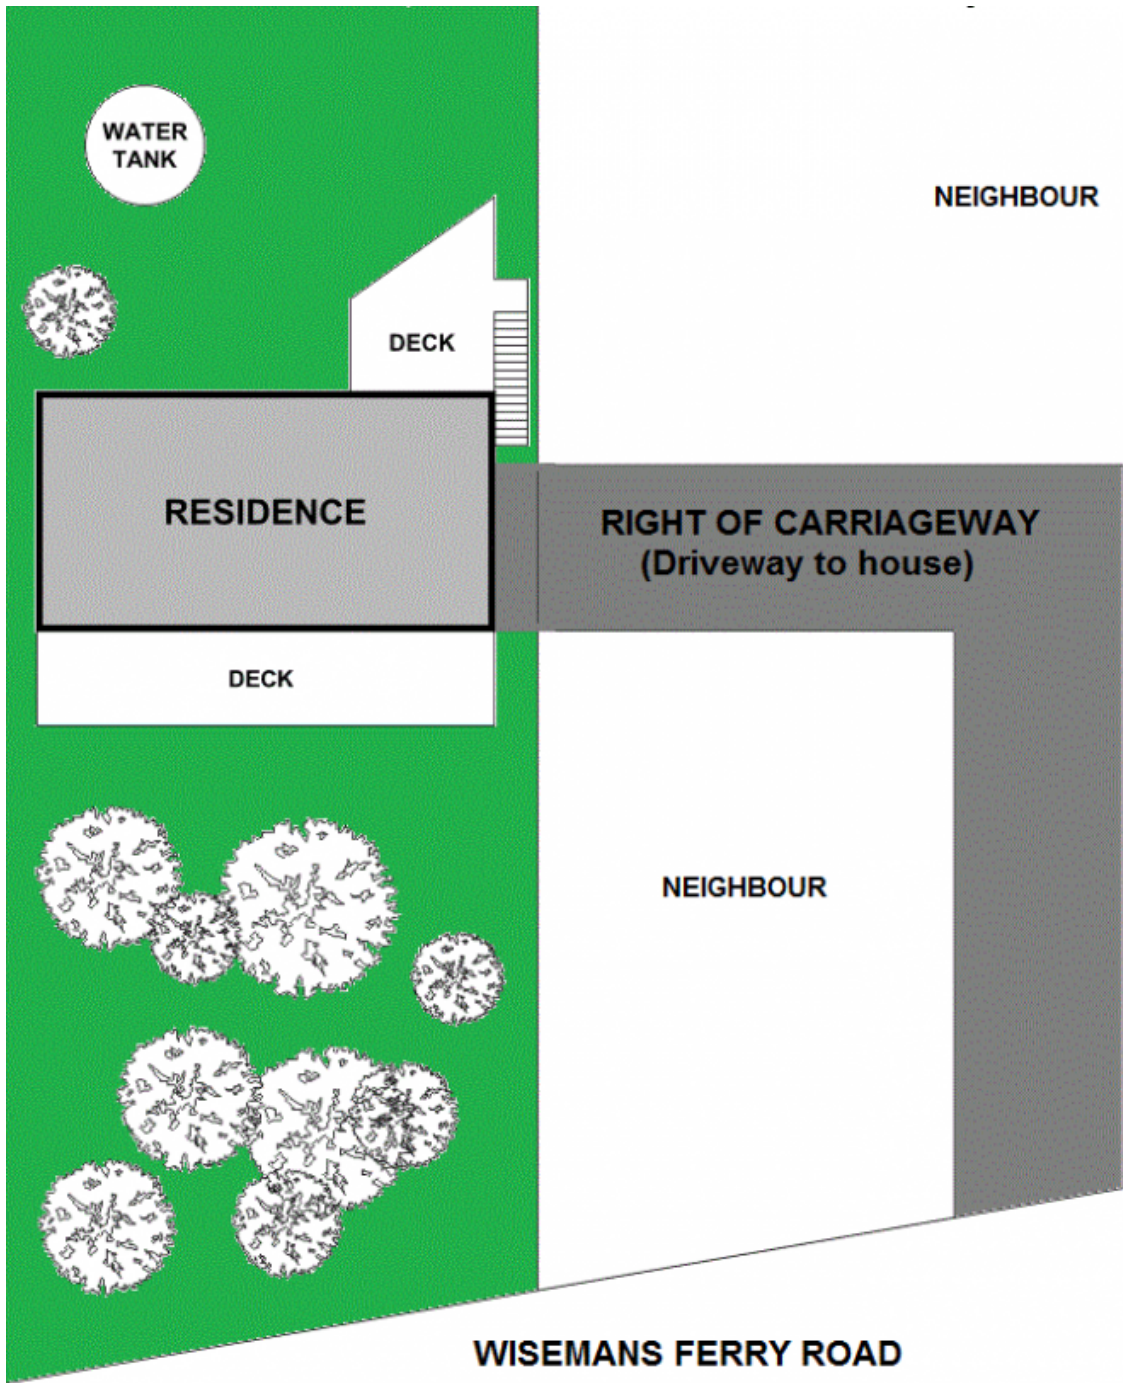 WATER
TANK
NEIGHBOUR
DECK
RESIDENCE
RIGHT OF CARRIAGEWAY
(Driveway to house)
DECK
NEIGHBOUR
WISEMANS FERRY ROAD